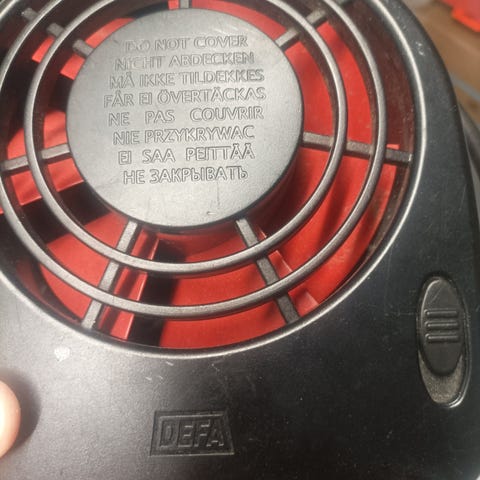 DO NOT COVER
NICHT ABDECKEN
MÅ IKKE TILDEKKES
FÅR EJ ÖVERTÄCKAS
NE PAS COUVRIR
NIE PRZYKRYWAC
EI SAA PEITTÄÄ
НЕ ЗАКРЫВАТЬ
DEFA